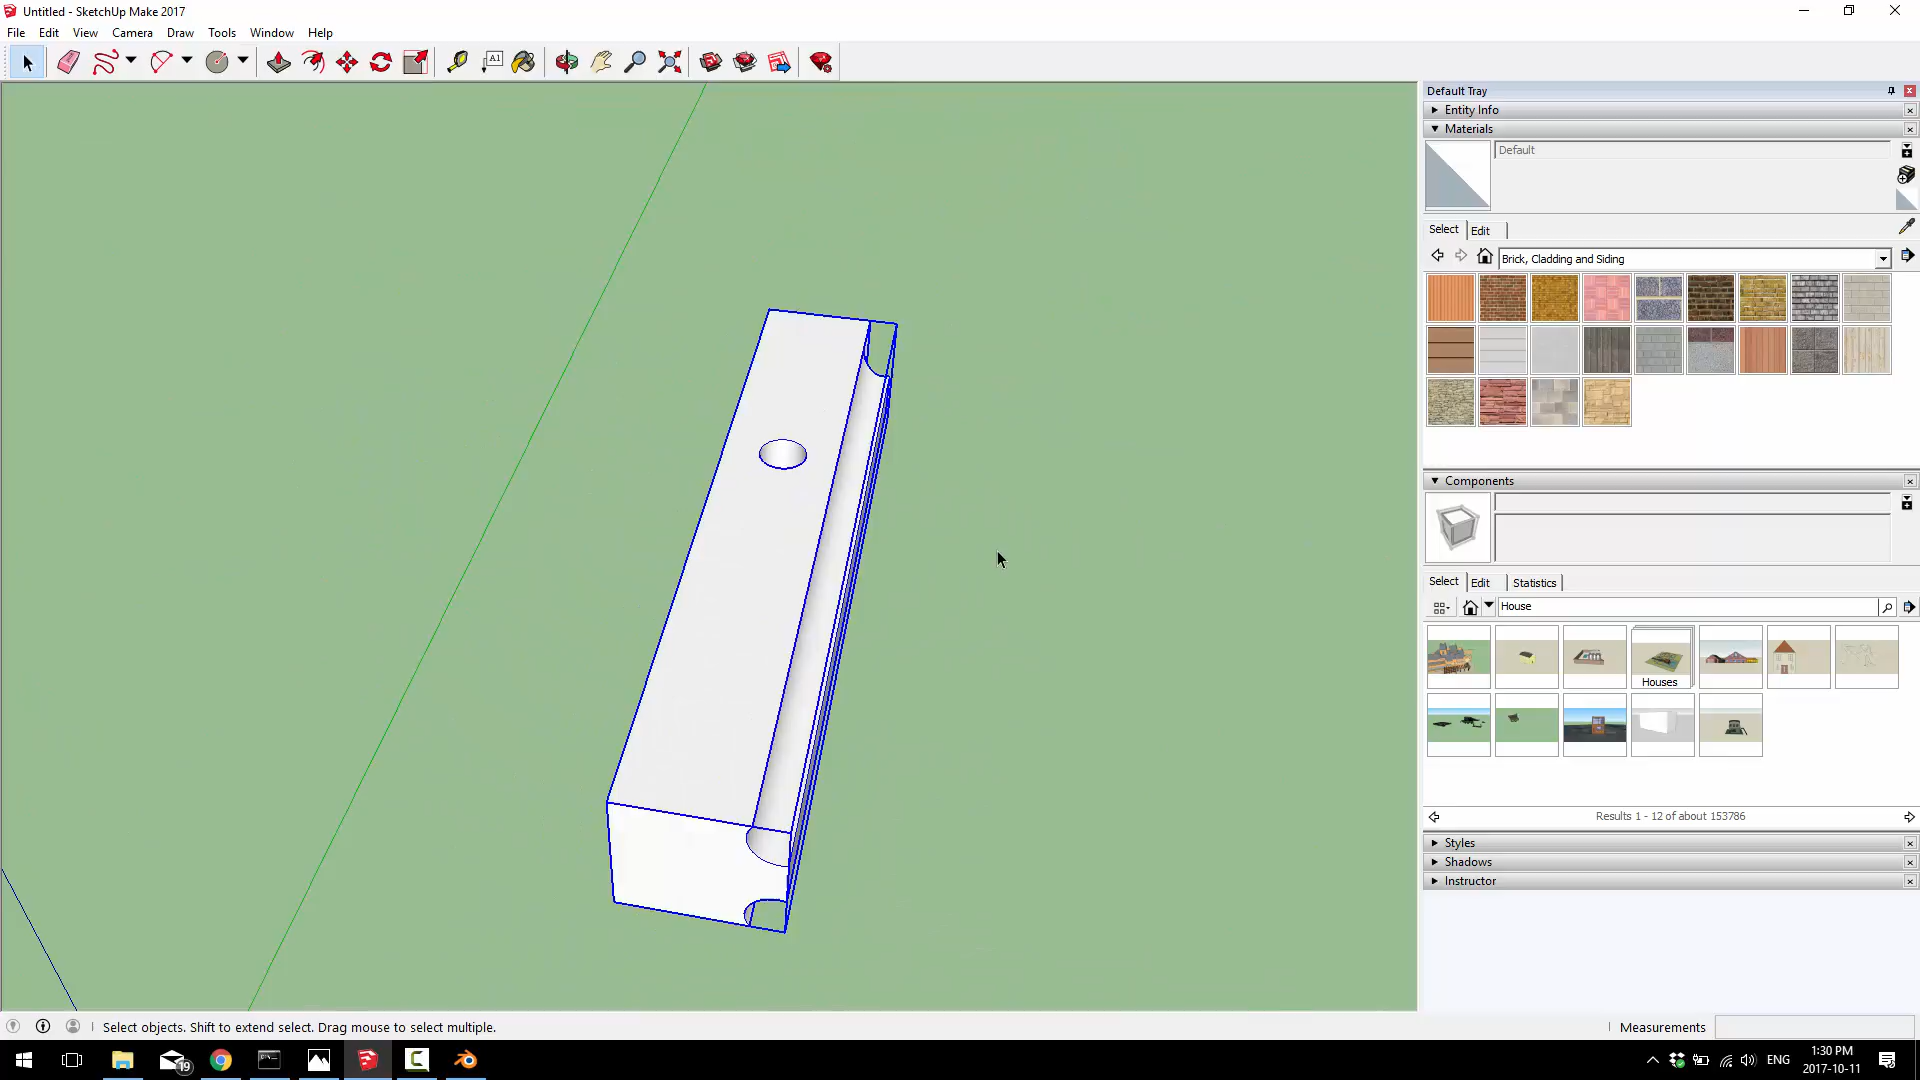 Untitled - SketchUp Make 2017
File Edit View Camera Draw Tools Window Help
A1
Default Tray
Entity Info
Materials
Default
Select Edit
Brick, Cladding and Siding
Components
Select Edit Statistics
House
Houses
Results 1 - 12 of about 153786
Styles
Shadows
Instructor
Select objects. Shift to extend select. Drag mouse to select multiple.
Measurements
19
ENG
1:30 PM
2017-10-11